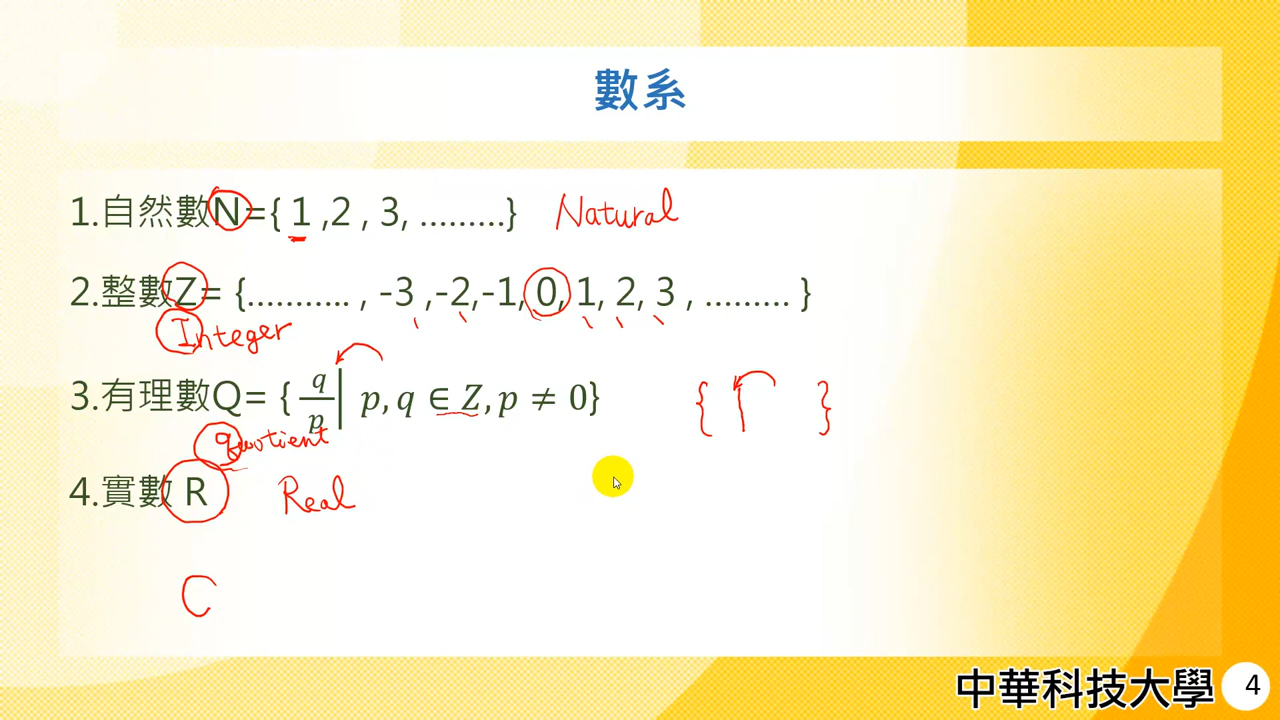 數系
1.自然數N={ 1 ,2 , 3, .........} Natural
2.整數Z= {........... , -3 ,-2,-1, 0, 1, 2, 3 , ......... }
Integer
3.有理數Q= { q/p | p, q ∈ Z, p ≠ 0} { | }
quotient
4.實數 R Real
C
中華科技大學 4